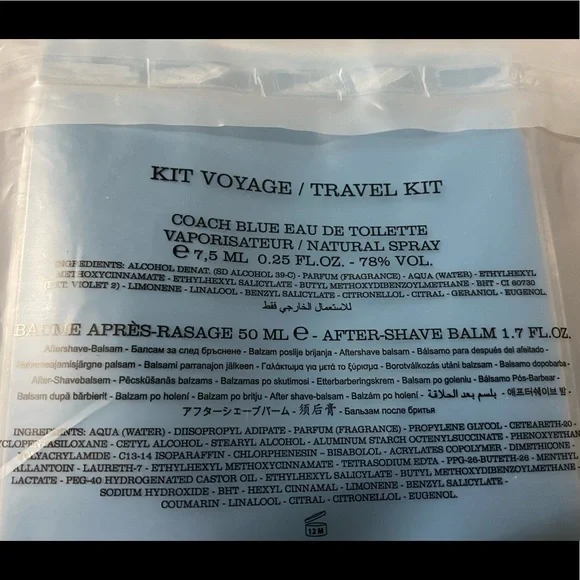 KIT VOYAGE / TRAVEL KIT
COACH BLUE EAU DE TOILETTE
VAPORISATEUR / NATURAL SPRAY
℮ 7,5 ML 0.25 FL.OZ. - 78% VOL.
INGREDIENTS: ALCOHOL DENAT. (SD ALCOHOL 39-C) - PARFUM (FRAGRANCE) - AQUA (WATER) - ETHYLHEXYL
METHOXYCINNAMATE - ETHYLHEXYL SALICYLATE - BUTYL METHOXYDIBENZOYLMETHANE - BHT - CI 60730
(EXT. VIOLET 2) - LIMONENE - LINALOOL - BENZYL SALICYLATE - CITRONELLOL - CITRAL - GERANIOL - EUGENOL.
للاستعمال الخارجي فقط
BAUME APRÈS-RASAGE 50 ML ℮ - AFTER-SHAVE BALM 1.7 FL.OZ.
Aftershave-Balsam - Балсам за след бръснене - Balzam poslije brijanja - Aftershave balsam - Bálsamo para después del afeitado -
Balsami parranajon jälkeen - Γαλάκτωμα για μετά το ξύρισμα - Borotválkozás utáni balzsam - Balsamo dopobarba -
After-Shavebalsem - Pēcskūšanās balzams - Balzamas po skutimosi - Etterbarberingskrem - Balsam po goleniu - Bálsamo Pós-Barbear -
Balsam după bărbierit - Balzam po holení - Balzam po britju - After shave balsam - Balzám po holení - بلسم بعد الحلاقة - 애프터쉐이브 밤
アフターシェーブバーム - 须后膏 - Бальзам после бритья
INGREDIENTS: AQUA (WATER) - DIISOPROPYL ADIPATE - PARFUM (FRAGRANCE) - PROPYLENE GLYCOL - CETEARETH-20 -
CYCLOPENTASILOXANE - CETYL ALCOHOL - STEARYL ALCOHOL - ALUMINUM STARCH OCTENYLSUCCINATE - PHENOXYETHANOL
POLYACRYLAMIDE - C13-14 ISOPARAFFIN - CHLORPHENESIN - BISABOLOL - ACRYLATES COPOLYMER - DIMETHICONE -
ALLANTOIN - LAURETH-7 - ETHYLHEXYL METHOXYCINNAMATE - TETRASODIUM EDTA - PPG-26-BUTETH-26 - MENTHYL
LACTATE - PEG-40 HYDROGENATED CASTOR OIL - ETHYLHEXYL SALICYLATE - BUTYL METHOXYDIBENZOYLMETHANE -
SODIUM HYDROXIDE - BHT - HEXYL CINNAMAL - LIMONENE - BENZYL SALICYLATE -
COUMARIN - LINALOOL - CITRAL - CITRONELLOL - EUGENOL.
12M